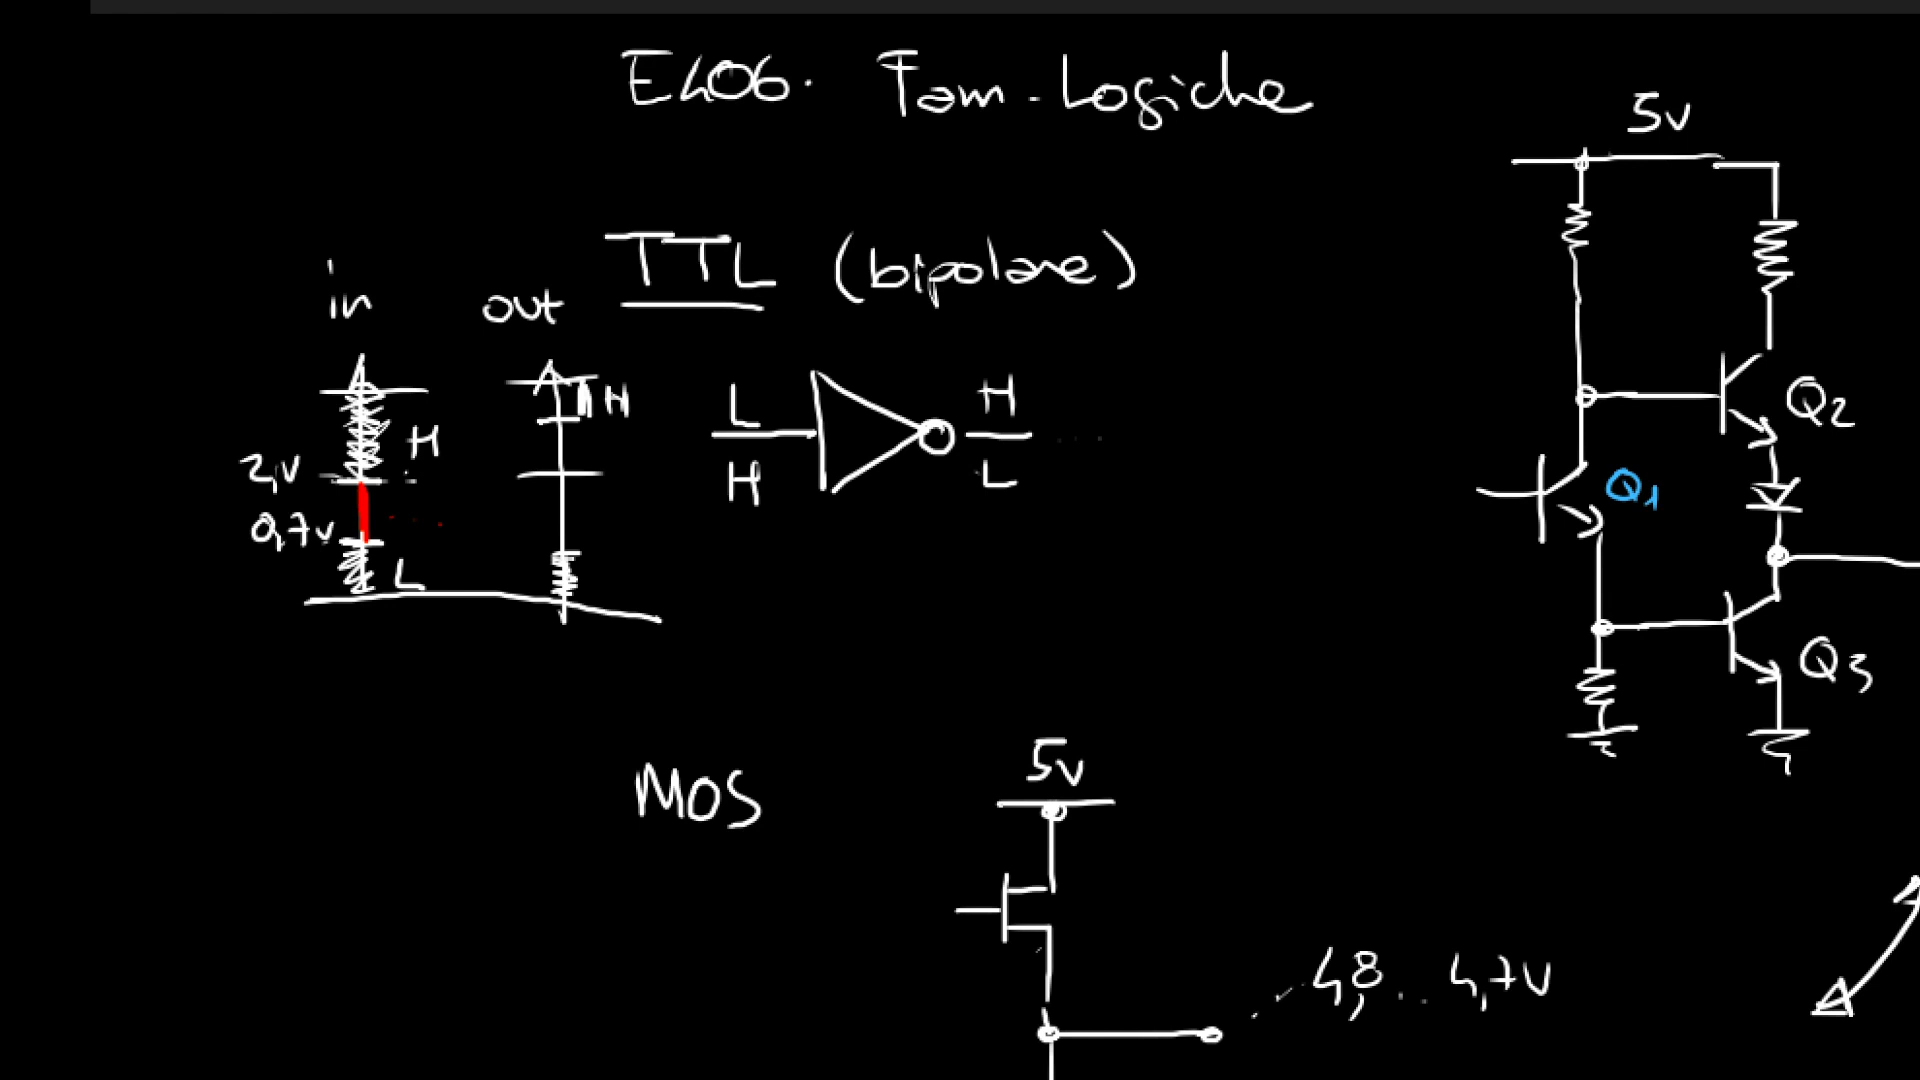 E406. Fam. Logiche
5v
TTL (bipolare)
in out
H H L H
Q2
2,v H L
Q1
0,7v
L
Q3
5v
MOS
4,8.. 4,7v